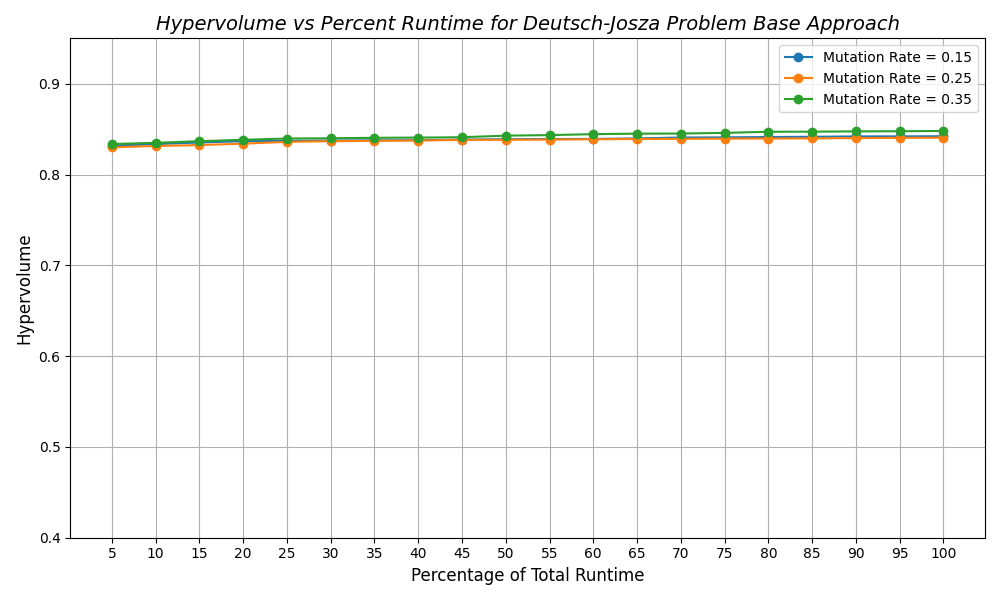 Hypervolume vs Percent Runtime for Deutsch-Josza Problem Base Approach
Mutation Rate = 0.15
Mutation Rate = 0.25
Mutation Rate = 0.35
Hypervolume
0.9
0.8
0.7
0.6
0.5
0.4
5 10 15 20 25 30 35 40 45 50 55 60 65 70 75 80 85 90 95 100
Percentage of Total Runtime